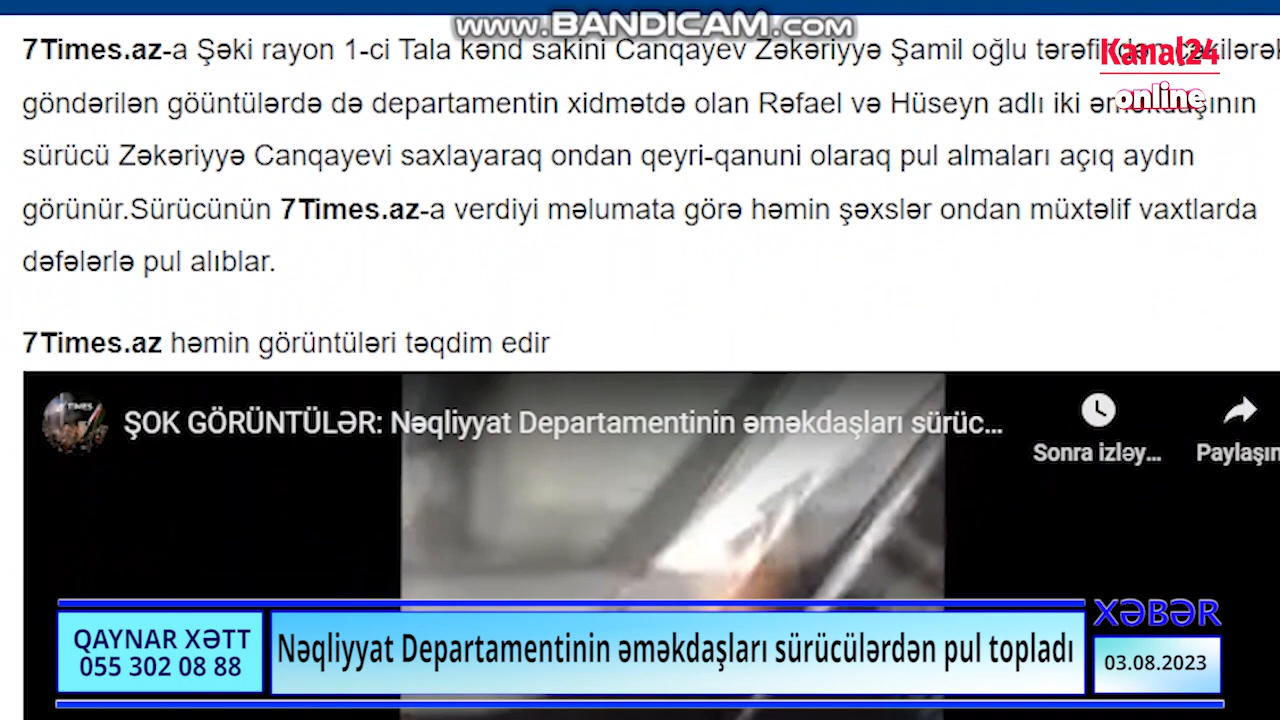 www.BANDICAM.com
7Times.az-a Şəki rayon 1-ci Tala kənd sakini Canqayev Zəkəriyyə Şamil oğlu
Kanal24
online
göndərilən göüntülərdə də departamentin xidmətdə olan Rəfael və Hüseyn adlı iki əməkdaşının
sürücü Zəkəriyyə Canqayevi saxlayaraq ondan qeyri-qanuni olaraq pul almaları açıq aydın
görünür.Sürücünün 7Times.az-a verdiyi məlumata görə həmin şəxslər ondan müxtəlif vaxtlarda
dəfələrlə pul alıblar.
7Times.az həmin görüntüləri təqdim edir
ŞOK GÖRÜNTÜLƏR: Nəqliyyat Departamentinin əməkdaşları sürüc...
Sonra izləy...
Paylaşın
XƏBƏR
QAYNAR XƏTT
055 302 08 88
Nəqliyyat Departamentinin əməkdaşları sürücülərdən pul topladı
03.08.2023